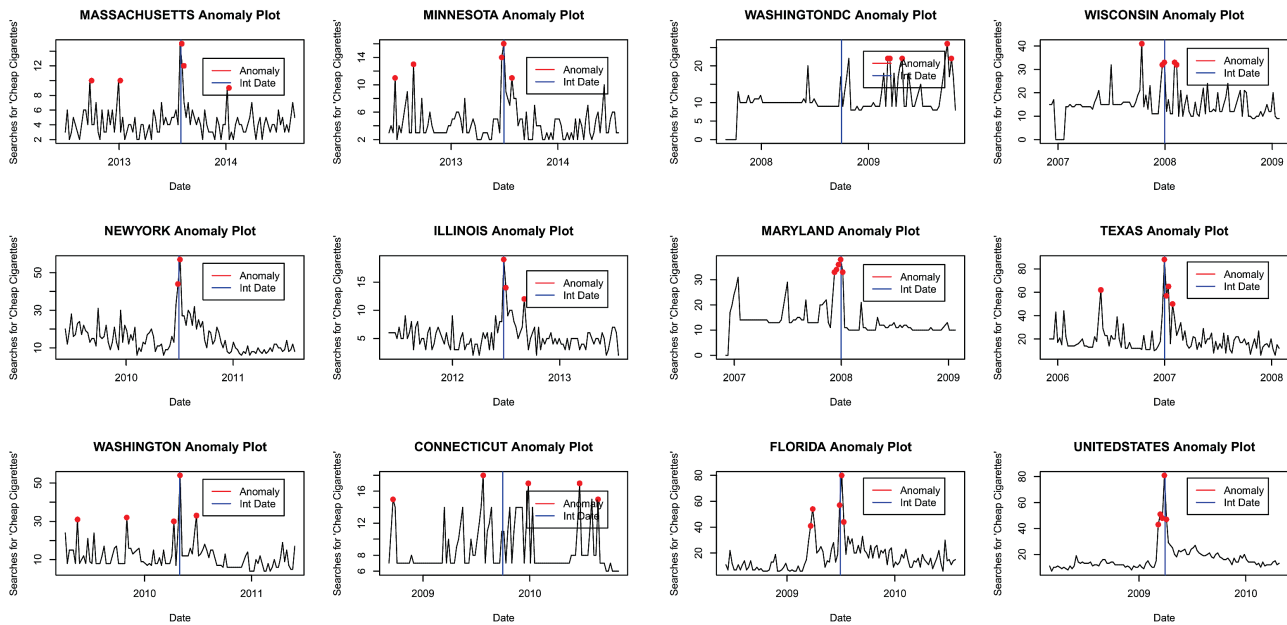 MASSACHUSETTS Anomaly Plot
Searches for 'Cheap Cigarettes'
12
10
8
6
4
2
Anomaly
Int Date
2013
2014
Date
MINNESOTA Anomaly Plot
Searches for 'Cheap Cigarettes'
16
14
10
8
6
4
2
Anomaly
Int Date
2013
2014
Date
WASHINGTONDC Anomaly Plot
Searches for 'Cheap Cigarettes'
20
10
5
0
Anomaly
Int Date
2008
2009
Date
WISCONSIN Anomaly Plot
Searches for 'Cheap Cigarettes'
40
30
20
10
0
Anomaly
Int Date
2007
2008
2009
Date
NEWYORK Anomaly Plot
Searches for 'Cheap Cigarettes'
50
30
10
Anomaly
Int Date
2010
2011
Date
ILLINOIS Anomaly Plot
Searches for 'Cheap Cigarettes'
15
10
5
Anomaly
Int Date
2012
2013
Date
MARYLAND Anomaly Plot
Searches for 'Cheap Cigarettes'
30
20
10
0
Anomaly
Int Date
2007
2008
2009
Date
TEXAS Anomaly Plot
Searches for 'Cheap Cigarettes'
80
60
40
20
Anomaly
Int Date
2006
2007
2008
Date
WASHINGTON Anomaly Plot
Searches for 'Cheap Cigarettes'
50
30
10
Anomaly
Int Date
2010
2011
Date
CONNECTICUT Anomaly Plot
Searches for 'Cheap Cigarettes'
16
12
10
8
6
Anomaly
Int Date
2009
2010
Date
FLORIDA Anomaly Plot
Searches for 'Cheap Cigarettes'
80
60
40
20
Anomaly
Int Date
2009
2010
Date
UNITEDSTATES Anomaly Plot
Searches for 'Cheap Cigarettes'
80
60
40
20
Anomaly
Int Date
2009
2010
Date